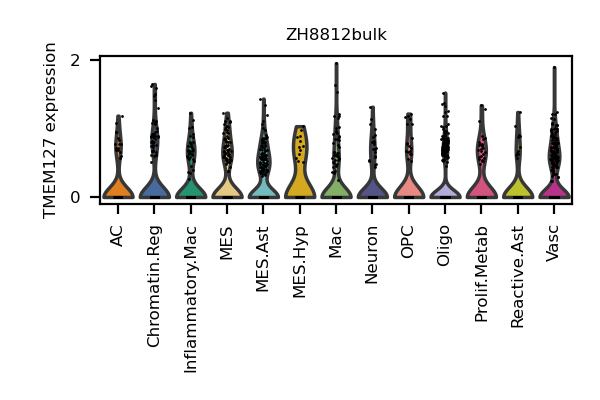 ZH8812bulk
TMEM127 expression
2
0
AC
Chromatin.Reg
Inflammatory.Mac
MES
MES.Ast
MES.Hyp
Mac
Neuron
OPC
Oligo
Prolif.Metab
Reactive.Ast
Vasc